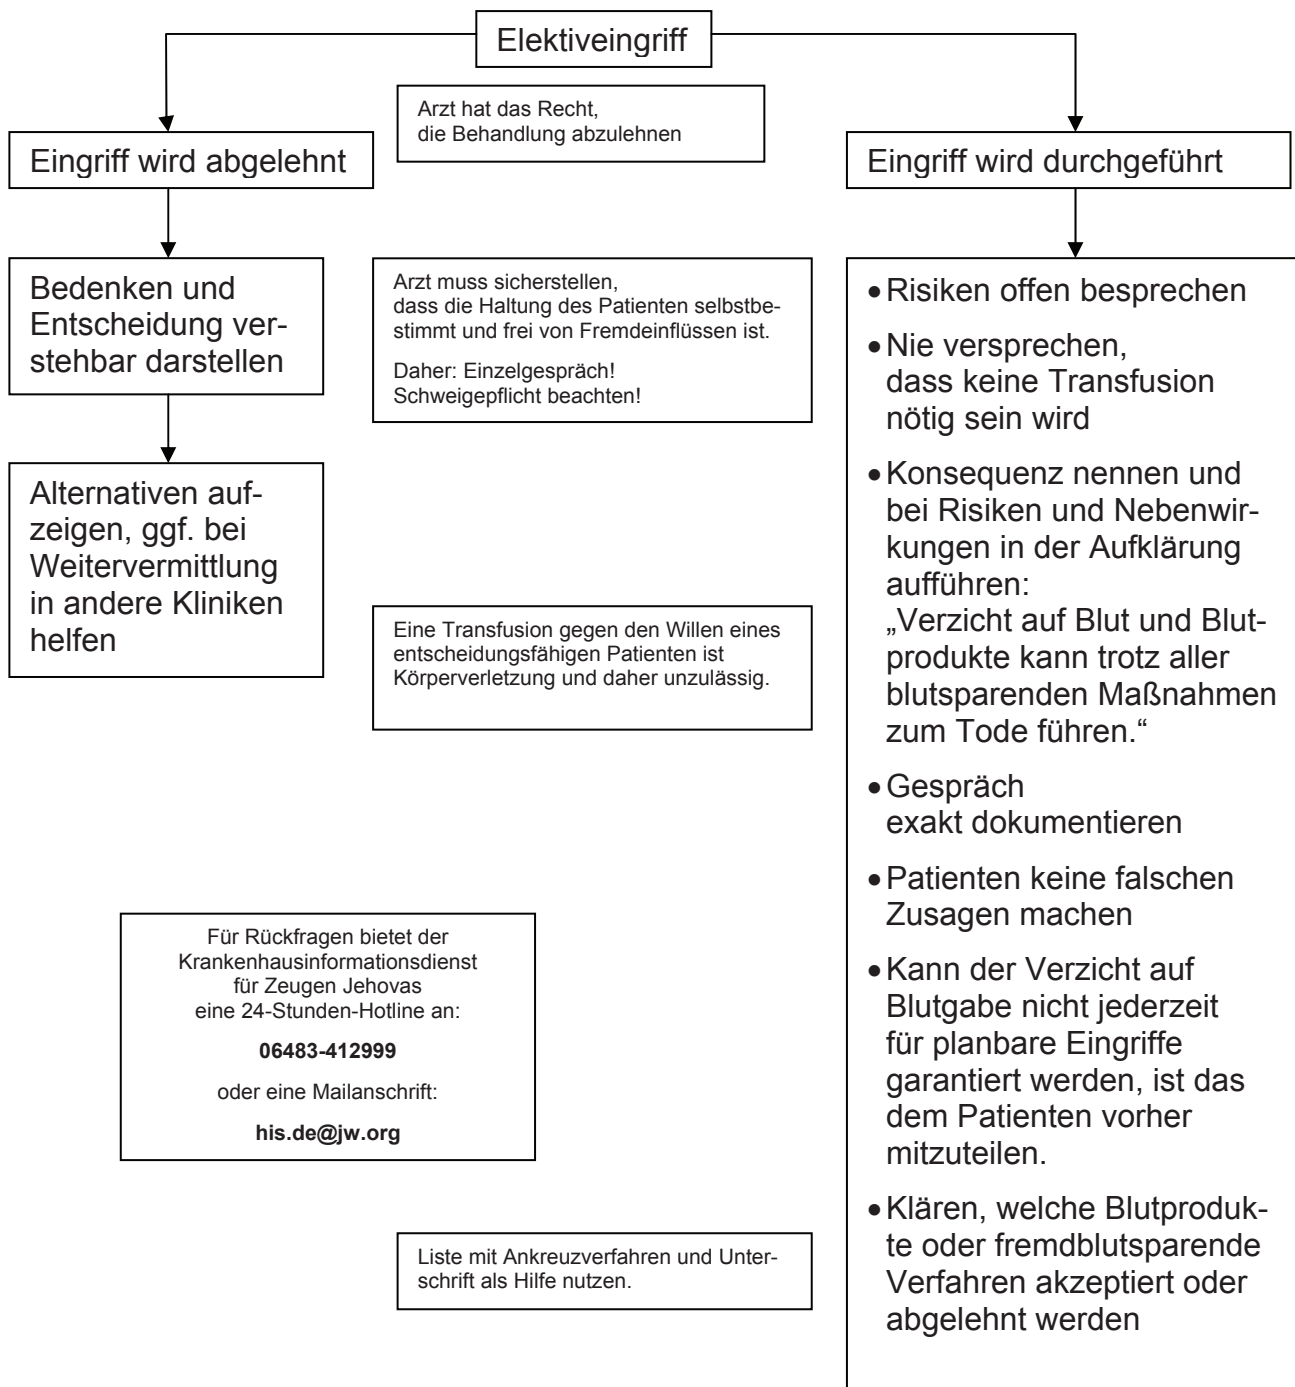 Elektiveingriff
Arzt hat das Recht,
die Behandlung abzulehnen
Eingriff wird abgelehnt
Eingriff wird durchgeführt
Bedenken und
Entscheidung ver-
stehbar darstellen
Arzt muss sicherstellen,
dass die Haltung des Patienten selbstbe-
stimmt und frei von Fremdeinflüssen ist.
Daher: Einzelgespräch!
Schweigepflicht beachten!
Alternativen auf-
zeigen, ggf. bei
Weitervermittlung
in andere Kliniken
helfen
Eine Transfusion gegen den Willen eines
entscheidungsfähigen Patienten ist
Körperverletzung und daher unzulässig.
Für Rückfragen bietet der
Krankenhausinformationsdienst
für Zeugen Jehovas
eine 24-Stunden-Hotline an:
06483-412999
oder eine Mailanschrift:
his.de@jw.org
Liste mit Ankreuzverfahren und Unter-
schrift als Hilfe nutzen.
• Risiken offen besprechen
• Nie versprechen,
dass keine Transfusion
nötig sein wird
• Konsequenz nennen und
bei Risiken und Nebenwir-
kungen in der Aufklärung
aufführen:
„Verzicht auf Blut und Blut-
produkte kann trotz aller
blutsparenden Maßnahmen
zum Tode führen.“
• Gespräch
exakt dokumentieren
• Patienten keine falschen
Zusagen machen
• Kann der Verzicht auf
Blutgabe nicht jederzeit
für planbare Eingriffe
garantiert werden, ist das
dem Patienten vorher
mitzuteilen.
• Klären, welche Blutproduk-
te oder fremdblutsparende
Verfahren akzeptiert oder
abgelehnt werden